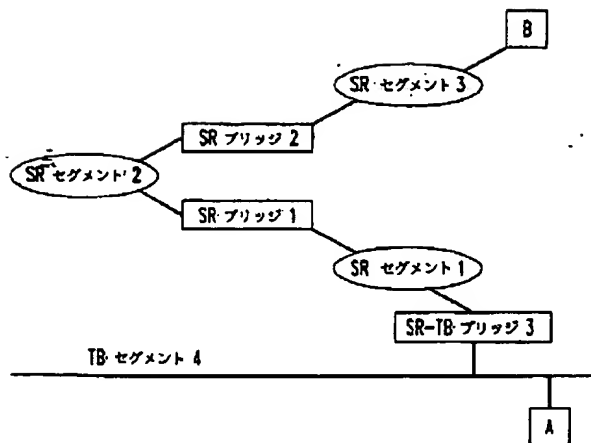 B
SR セグメント 3
SR ブリッジ 2
SR セグメント 2
SR ブリッジ 1
SR セグメント 1
SR-TB ブリッジ 3
TB セグメント 4
A